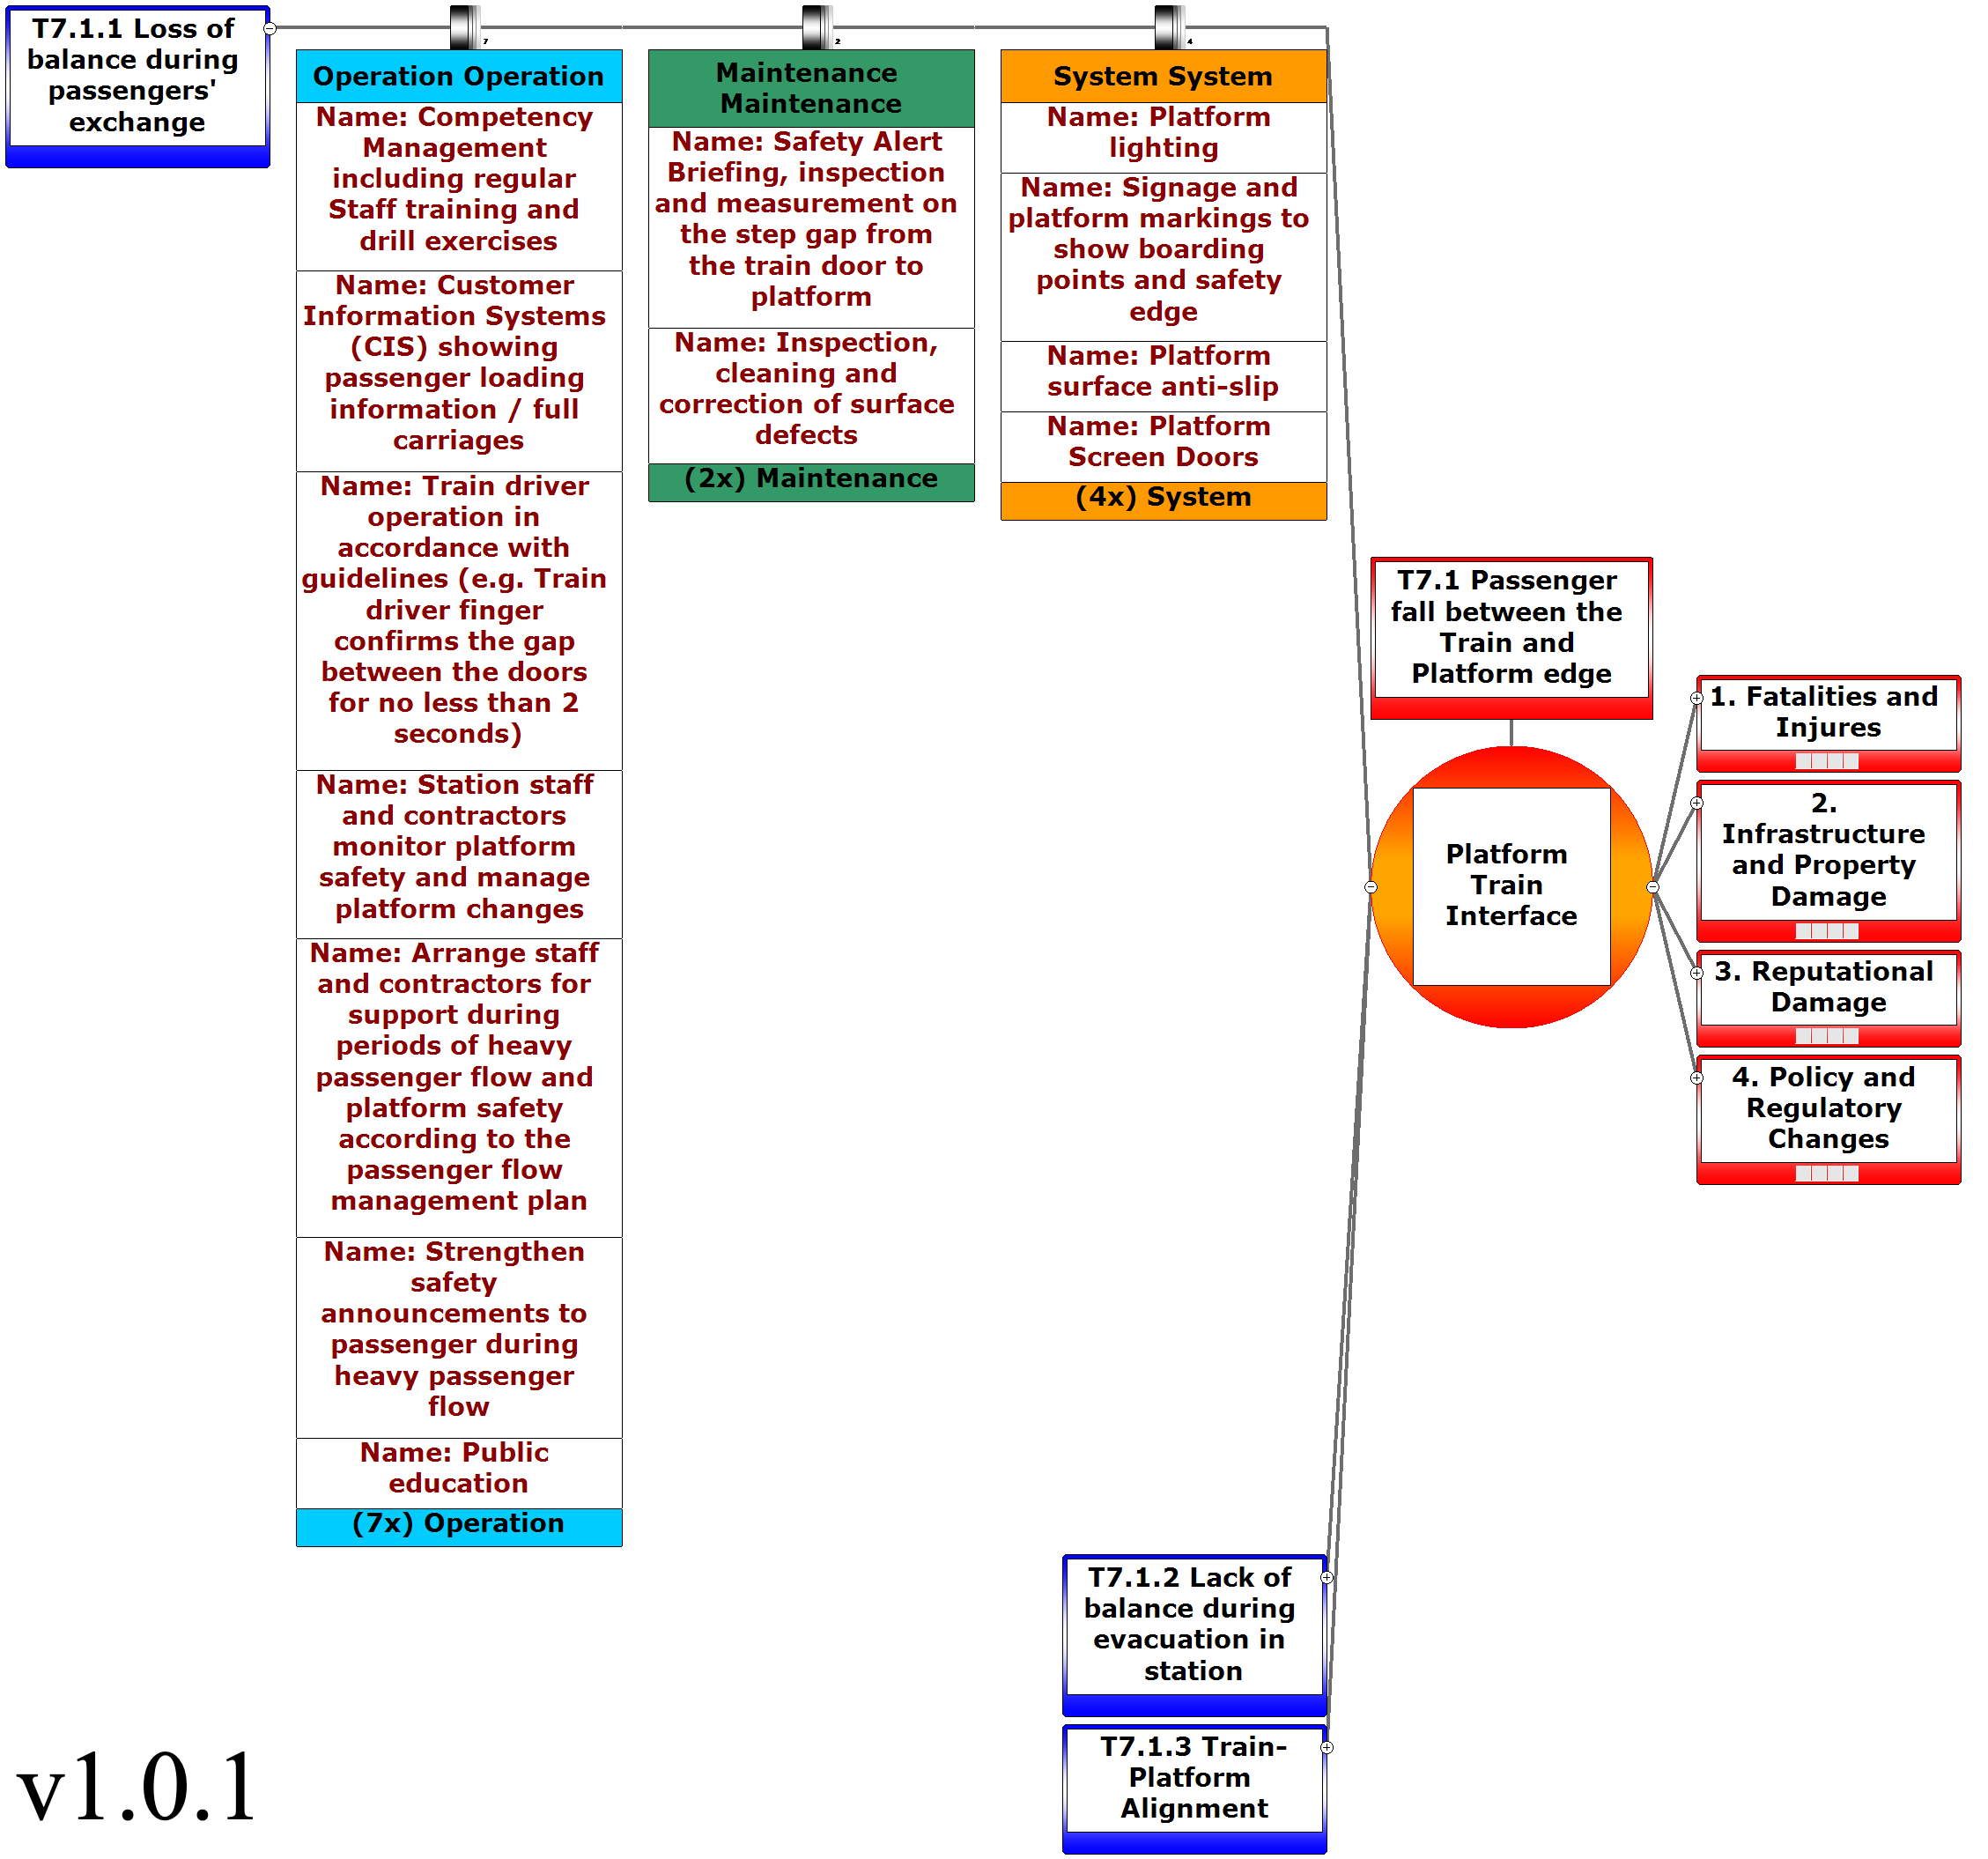 T7.1.1 Loss of
balance during
passengers'
exchange
7
2
4
Operation Operation
Name: Competency
Management
including regular
Staff training and
drill exercises
Name: Customer
Information Systems
(CIS) showing
passenger loading
information / full
carriages
Name: Train driver
operation in
accordance with
guidelines (e.g. Train
driver finger
confirms the gap
between the doors
for no less than 2
seconds)
Name: Station staff
and contractors
monitor platform
safety and manage
platform changes
Name: Arrange staff
and contractors for
support during
periods of heavy
passenger flow and
platform safety
according to the
passenger flow
management plan
Name: Strengthen
safety
announcements to
passenger during
heavy passenger
flow
Name: Public
education
(7x) Operation
Maintenance
Maintenance
Name: Safety Alert
Briefing, inspection
and measurement on
the step gap from
the train door to
platform
Name: Inspection,
cleaning and
correction of surface
defects
(2x) Maintenance
System System
Name: Platform
lighting
Name: Signage and
platform markings to
show boarding
points and safety
edge
Name: Platform
surface anti-slip
Name: Platform
Screen Doors
(4x) System
T7.1 Passenger
fall between the
Train and
Platform edge
Platform
Train
Interface
1. Fatalities and
Injures
2.
Infrastructure
and Property
Damage
3. Reputational
Damage
4. Policy and
Regulatory
Changes
T7.1.2 Lack of
balance during
evacuation in
station
T7.1.3 Train-
Platform
Alignment
v1.0.1